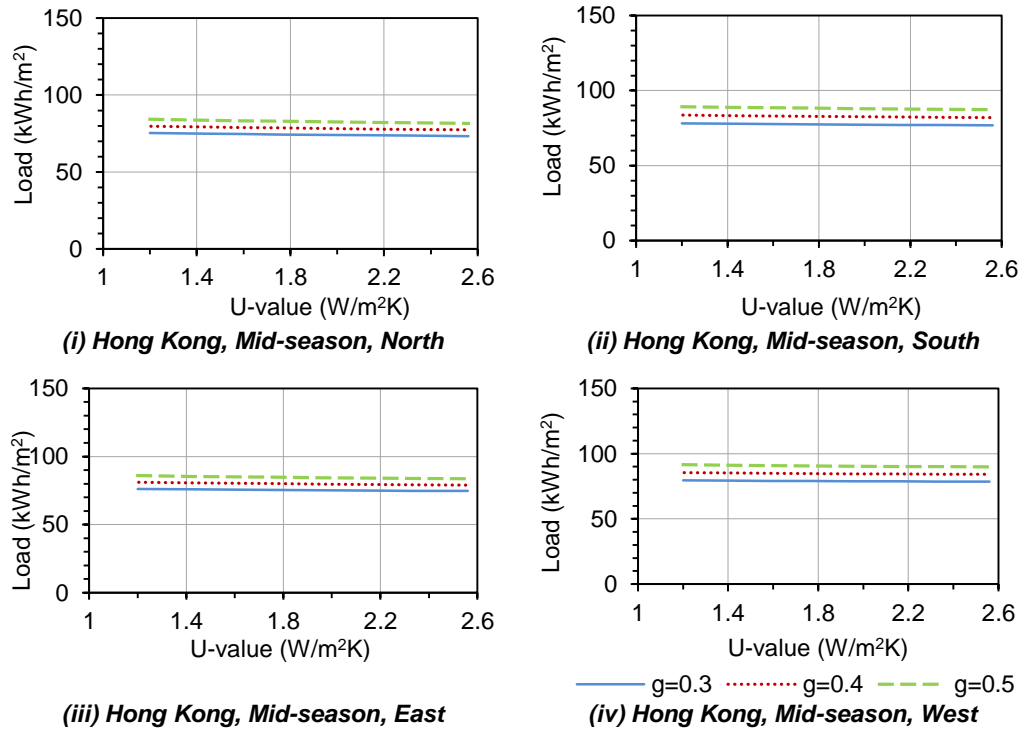 150
100
50
0
Load (kWh/m²)
1 1.4 1.8 2.2 2.6
U-value (W/m²K)
(i) Hong Kong, Mid-season, North
150
100
50
0
Load (kWh/m²)
1 1.4 1.8 2.2 2.6
U-value (W/m²K)
(ii) Hong Kong, Mid-season, South
150
100
50
0
Load (kWh/m²)
1 1.4 1.8 2.2 2.6
U-value (W/m²K)
(iii) Hong Kong, Mid-season, East
150
100
50
0
Load (kWh/m²)
1 1.4 1.8 2.2 2.6
U-value (W/m²K)
g=0.3 g=0.4 g=0.5
(iv) Hong Kong, Mid-season, West